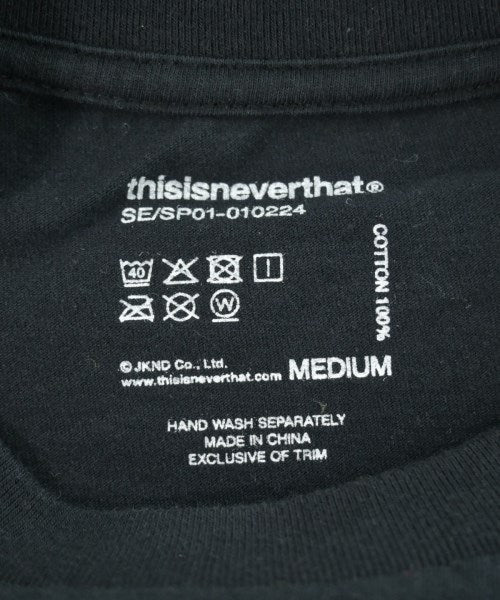 thisisneverthat®
SE/SP01-010224
COTTON 100%
40
W
© JKND Co., Ltd.
www.thisisneverthat.com
MEDIUM
HAND WASH SEPARATELY
MADE IN CHINA
EXCLUSIVE OF TRIM